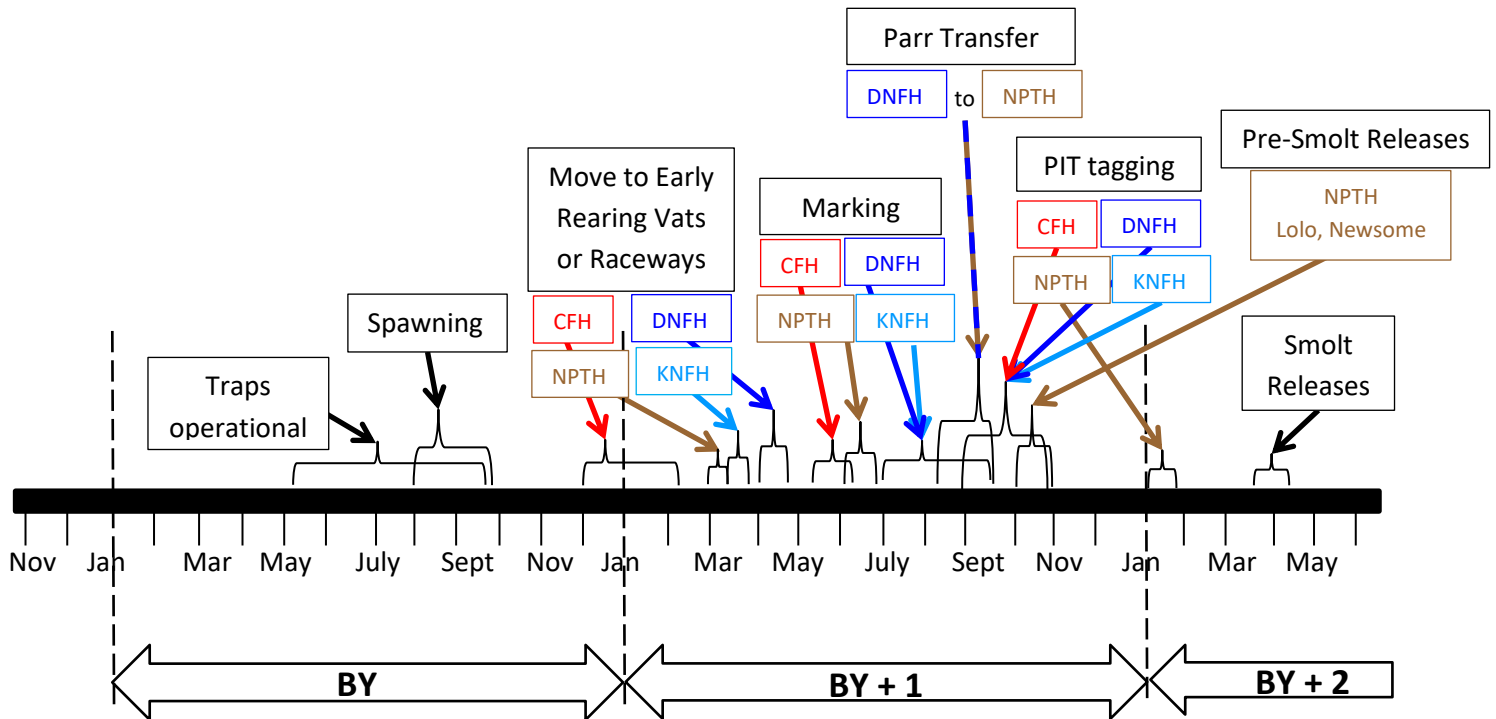 Parr Transfer
DNFH to NPTH
Pre-Smolt Releases
NPTH
Lolo, Newsome
PIT tagging
CFH DNFH
NPTH KNFH
Move to Early
Rearing Vats
or Raceways
CFH DNFH
NPTH KNFH
Marking
CFH DNFH
NPTH KNFH
Spawning
Traps
operational
Smolt
Releases
Nov Jan Mar May July Sept Nov Jan Mar May July Sept Nov Jan Mar May
BY BY + 1 BY + 2